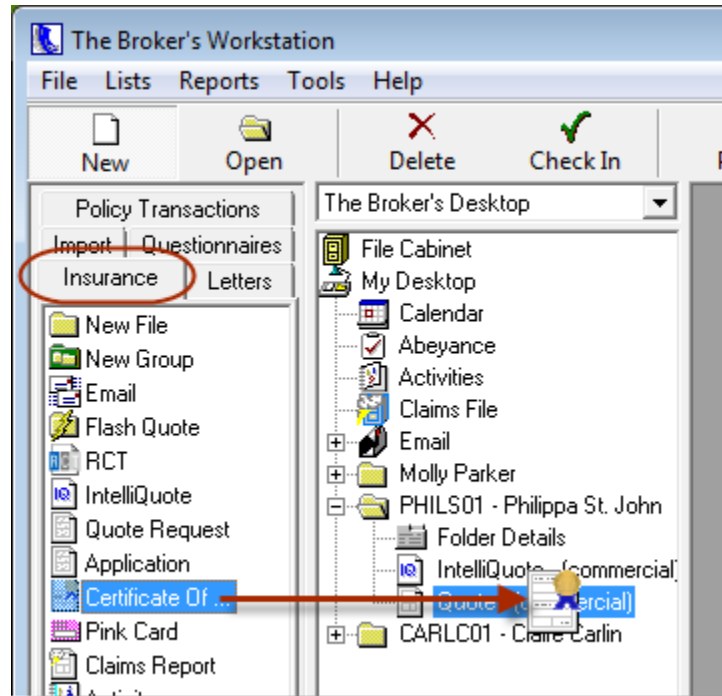 The Broker's Workstation
File Lists Reports Tools Help
New Open Delete Check In
Policy Transactions
Import Questionnaires
Insurance Letters
New File
New Group
Email
Flash Quote
RCT
IntelliQuote
Quote Request
Application
Certificate Of ...
Pink Card
Claims Report
The Broker's Desktop
File Cabinet
My Desktop
Calendar
Abeyance
Activities
Claims File
Email
Molly Parker
PHILS01 - Philippa St. John
Folder Details
IntelliQuote (commercial)
Quote
CARLC01 - Claire Carlin